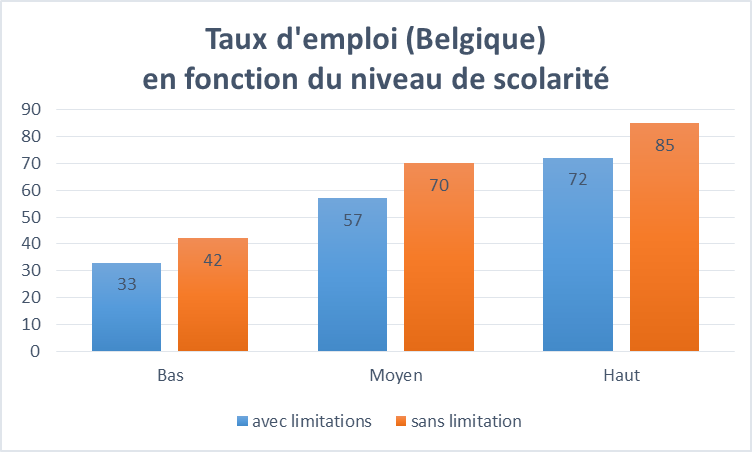 Taux d'emploi (Belgique)
en fonction du niveau de scolarité
90
80
70
60
50
40
30
20
10
0
33
42
57
70
72
85
Bas
Moyen
Haut
avec limitations
sans limitation